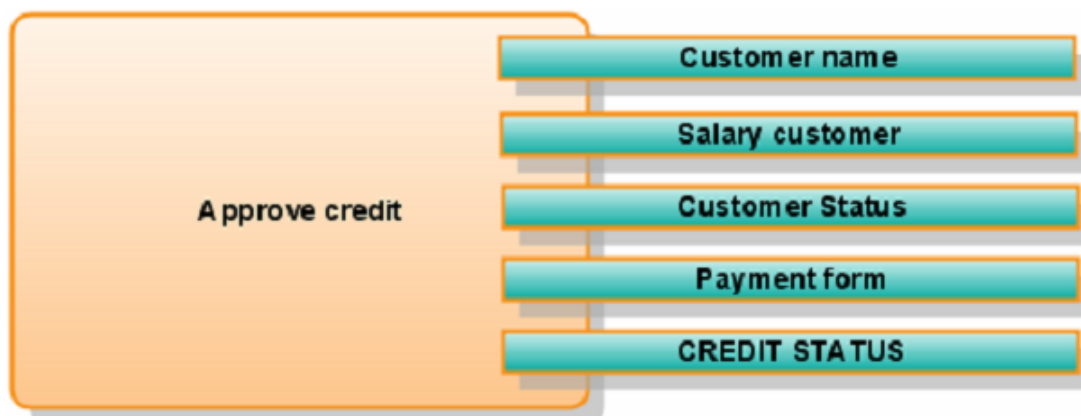 Customer name
Salary customer
Approve credit
Customer Status
Payment form
CREDIT STATUS